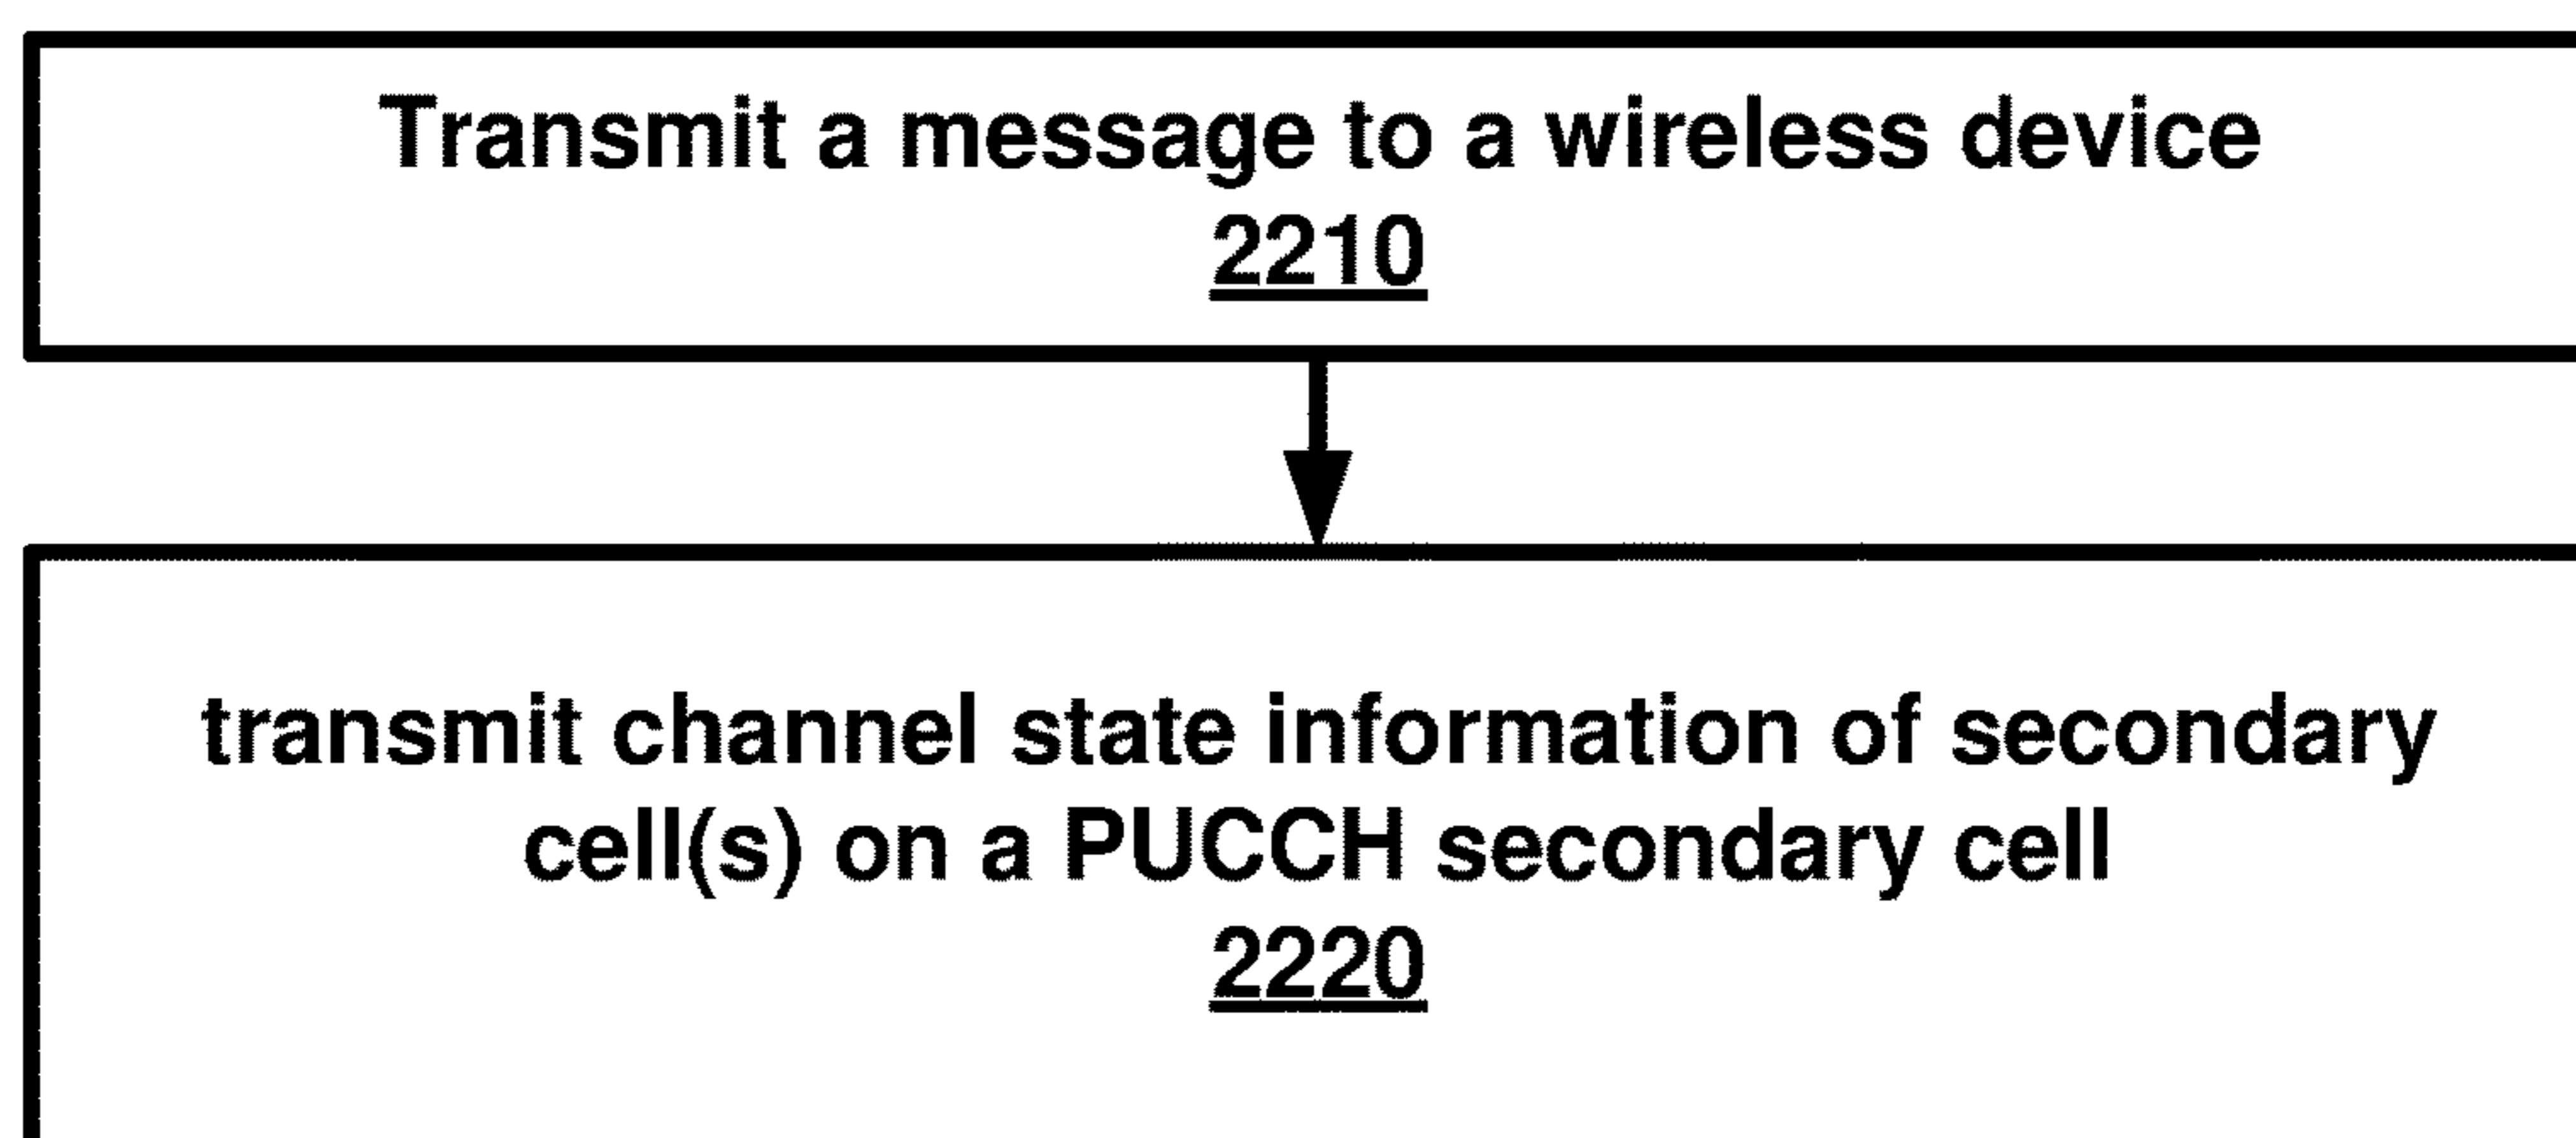 Transmit a message to a wireless device
2210
transmit channel state information of secondary
cell(s) on a PUCCH secondary cell
2220